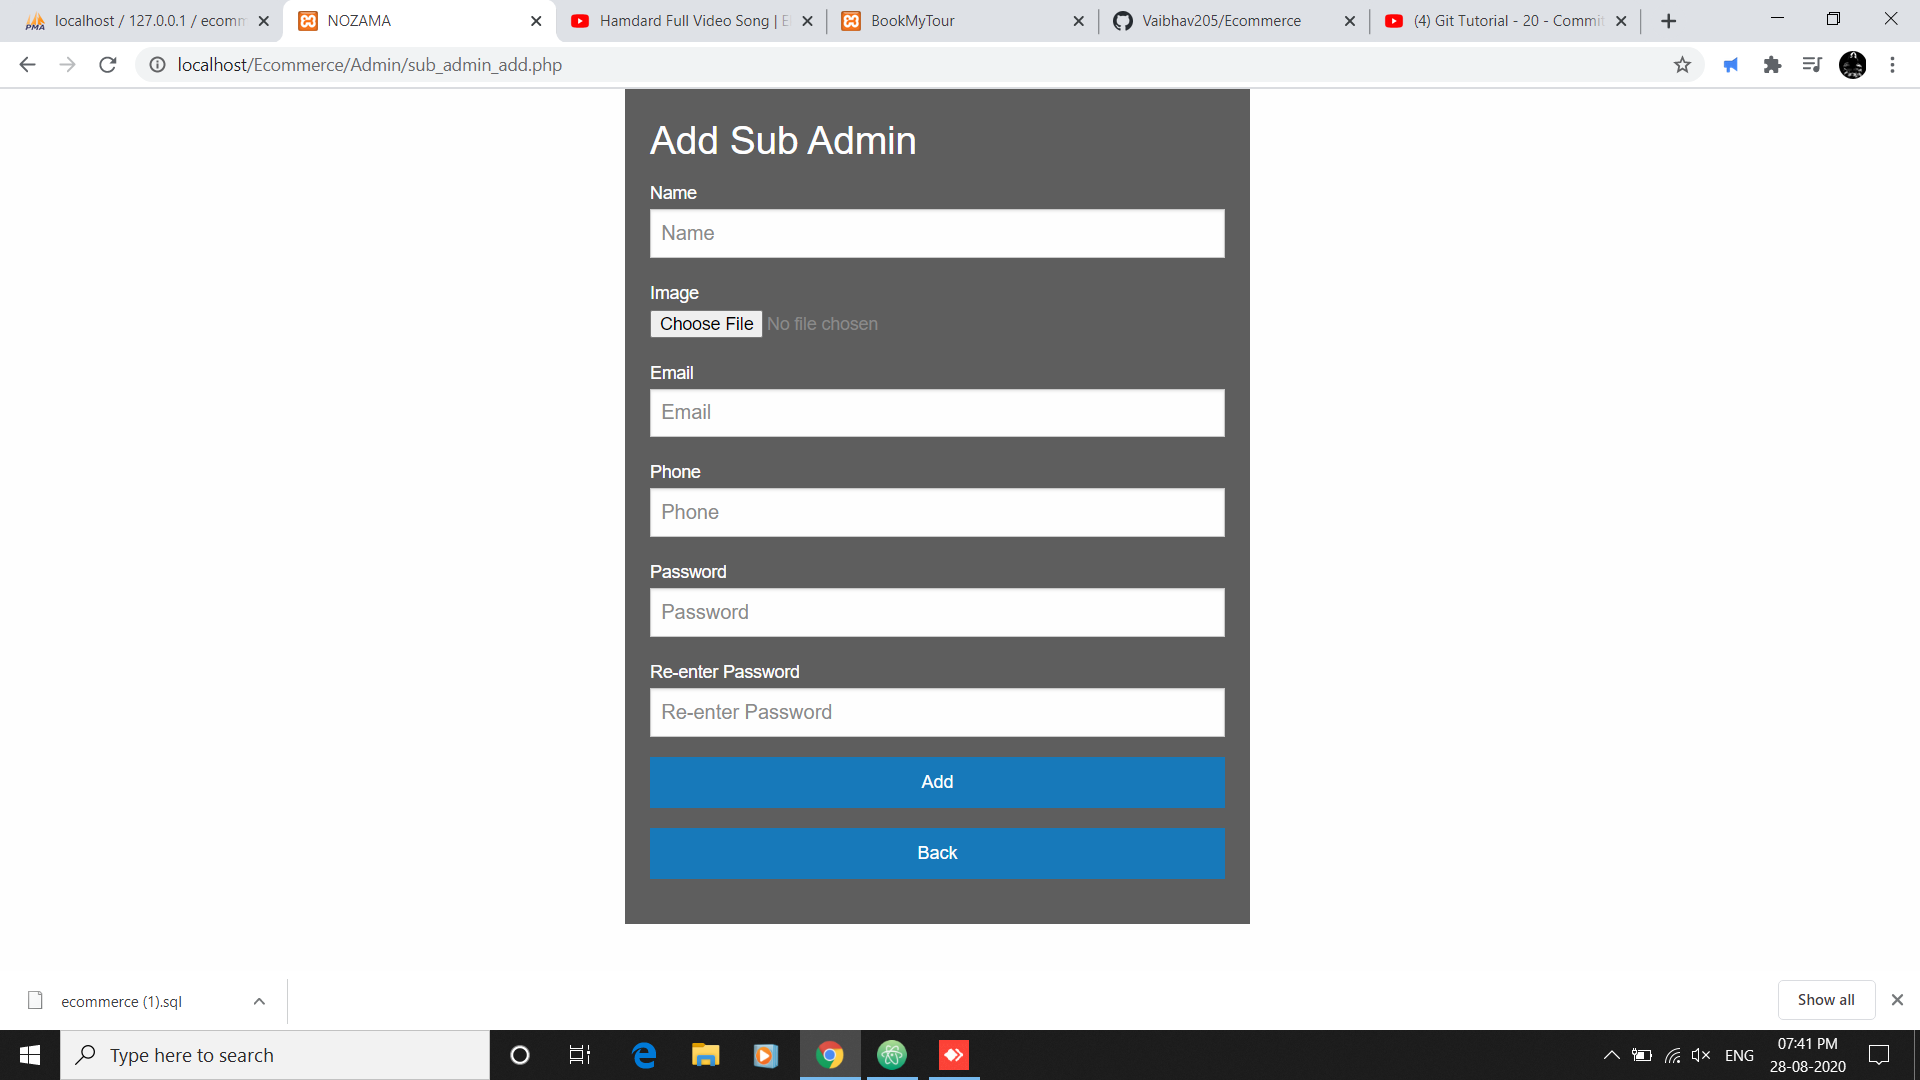 PMA localhost / 127.0.0.1 / ecomm
NOZAMA
Hamdard Full Video Song |
BookMyTour
Vaibhav205/Ecommerce
(4) Git Tutorial - 20 - Commit
localhost/Ecommerce/Admin/sub_admin_add.php
Add Sub Admin
Name
Name
Image
Choose File No file chosen
Email
Email
Phone
Phone
Password
Password
Re-enter Password
Re-enter Password
Add
Back
ecommerce (1).sql
Show all
Type here to search
ENG
07:41 PM
28-08-2020